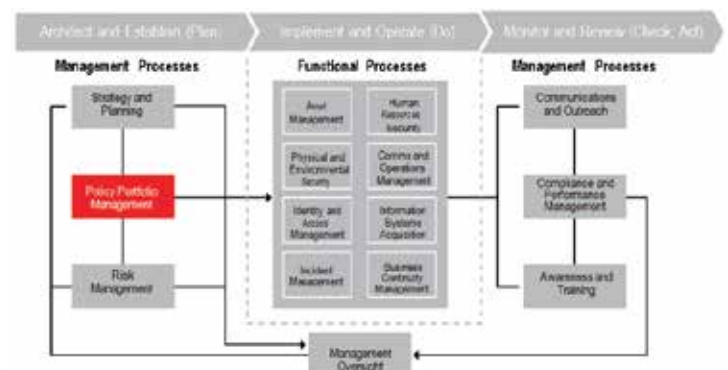 Architect and Establish (Plan)
Implement and Operate (Do)
Monitor and Review (Check, Act)
Management Processes
Functional Processes
Management Processes
Strategy and
Planning
Policy Portfolio
Management
Risk
Management
Asset
Management
Human
Resources
Security
Physical and
Environmental
Security
Comms and
Operations
Management
Identity and
Access
Management
Information
Systems
Acquisition
Incident
Management
Business
Continuity
Management
Communications
and Outreach
Compliance and
Performance
Management
Awareness and
Training
Management
Oversight